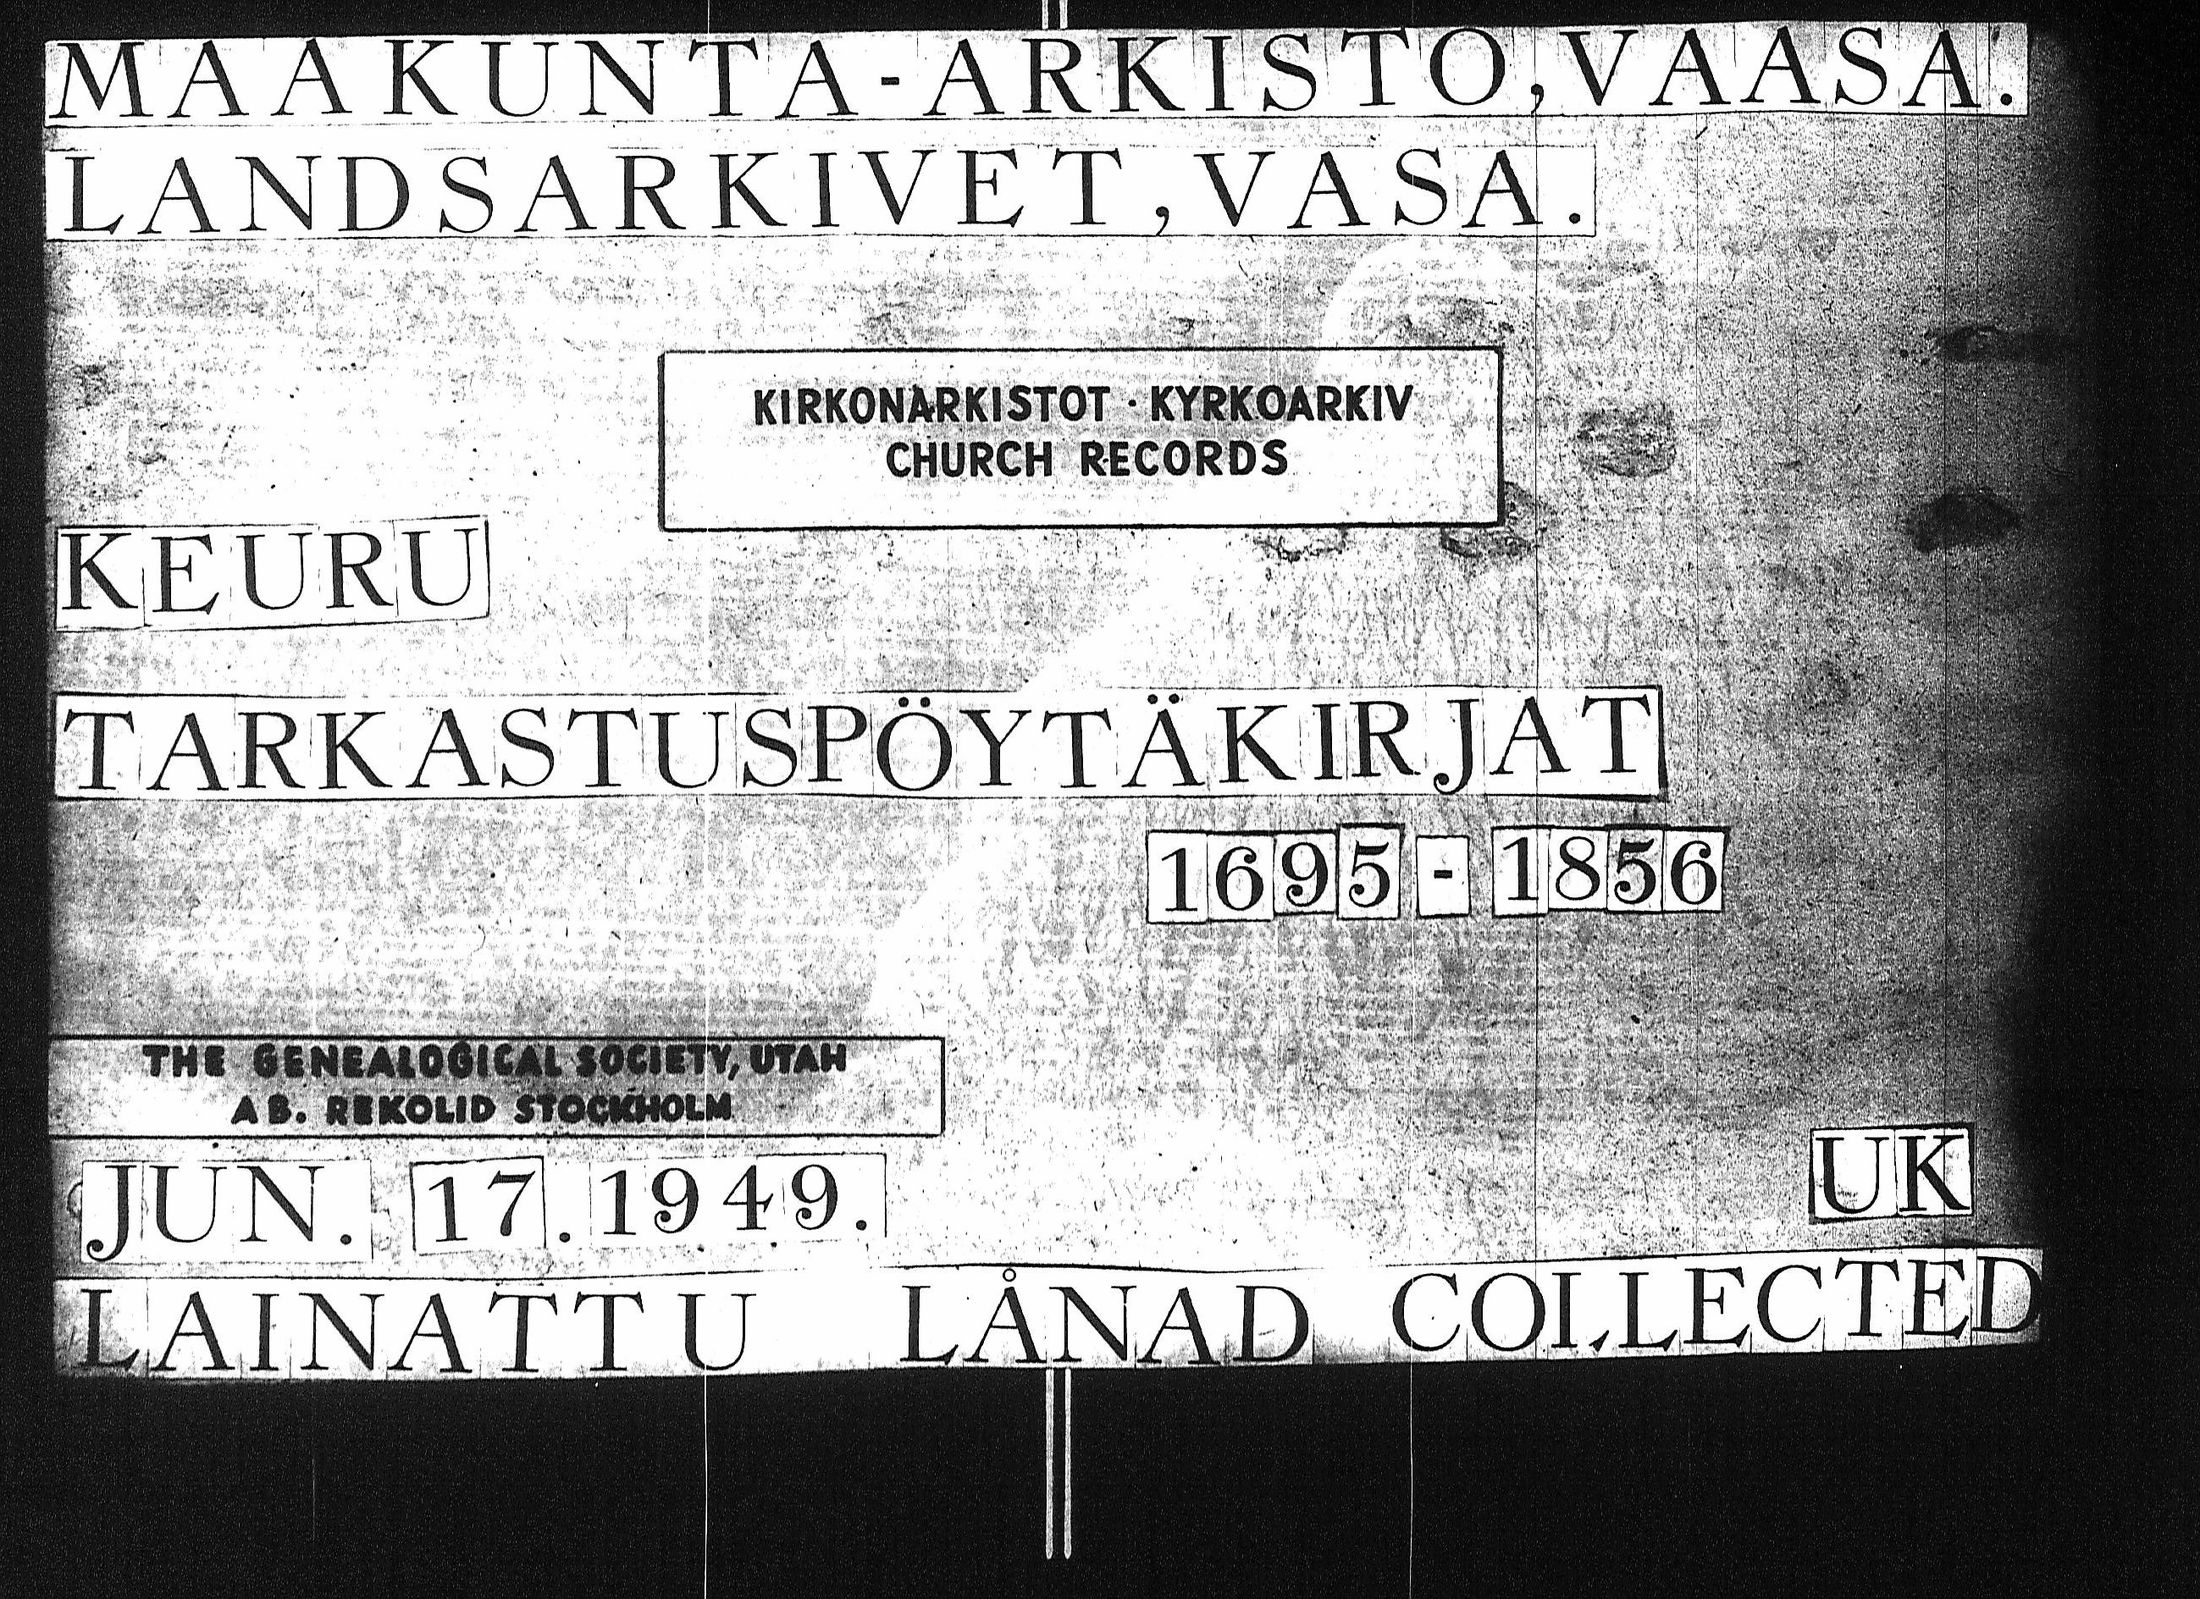 MAAKUNTA-ARKISTO, VAASA.
LANDSARKIVET, VASA.
KIRKONARKISTOT · KYRKOARKIV
CHURCH RECORDS
KEURU
TARKASTUSPÖYTÄKIRJAT
1695 - 1856
THE GENEALOGICAL SOCIETY, UTAH
AB. REKOLID STOCKHOLM
JUN. 17. 1949.
UK
LAINATTU LÅNAD COLLECTED